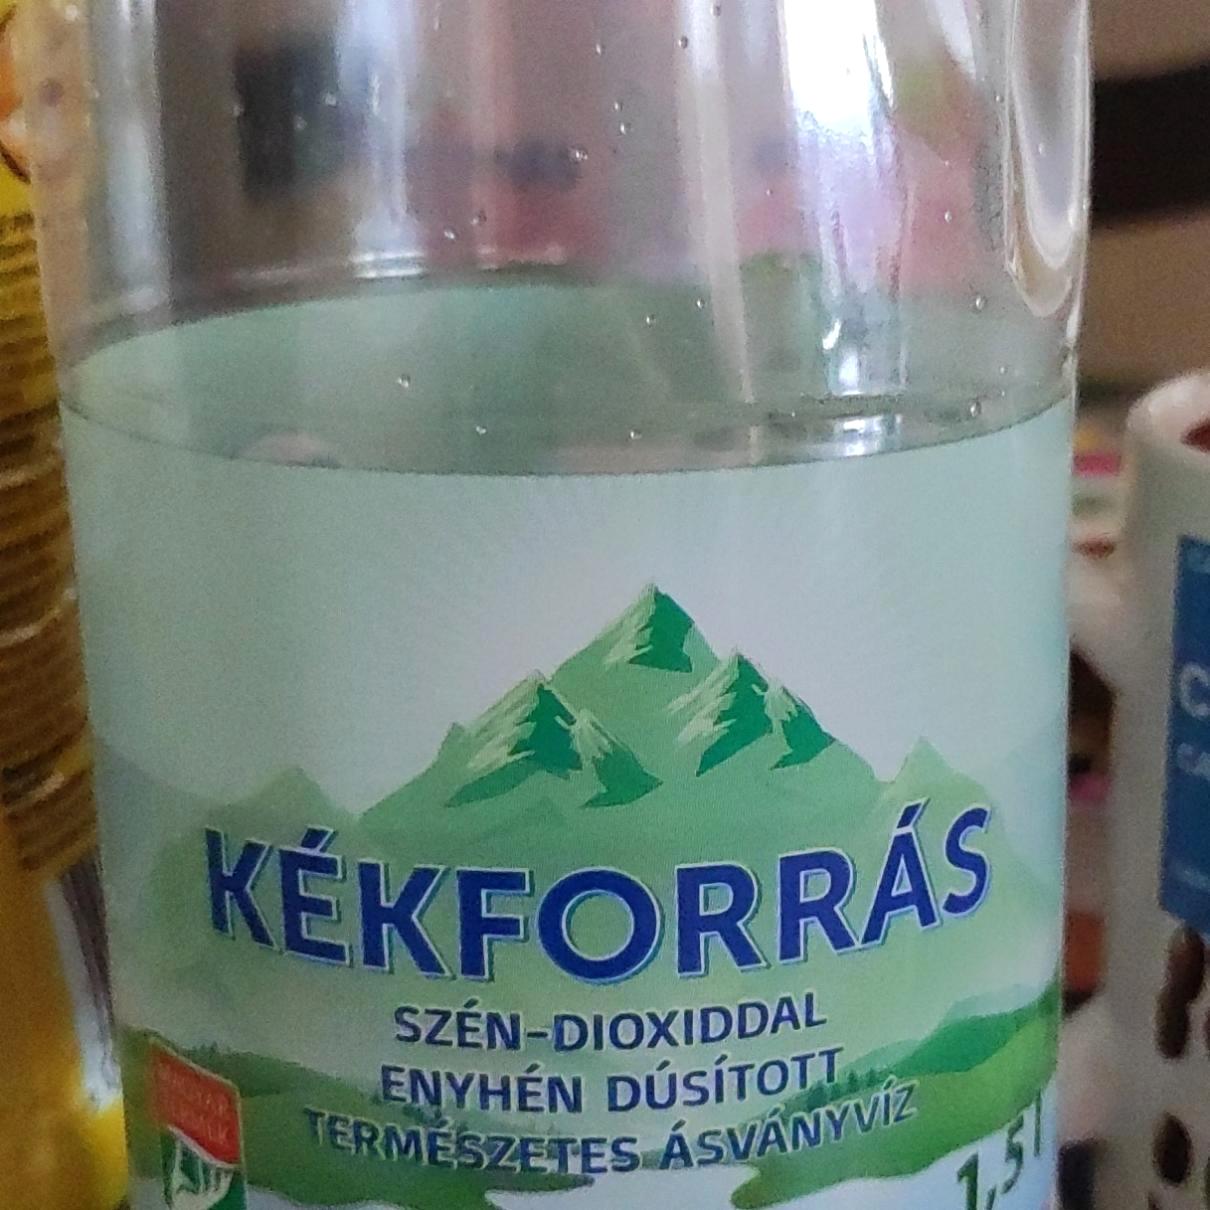 KÉKFORRÁS
SZÉN-DIOXIDDAL
ENYHÉN DÚSÍTOTT
TERMÉSZETES ÁSVÁNYVÍZ
1,5 l